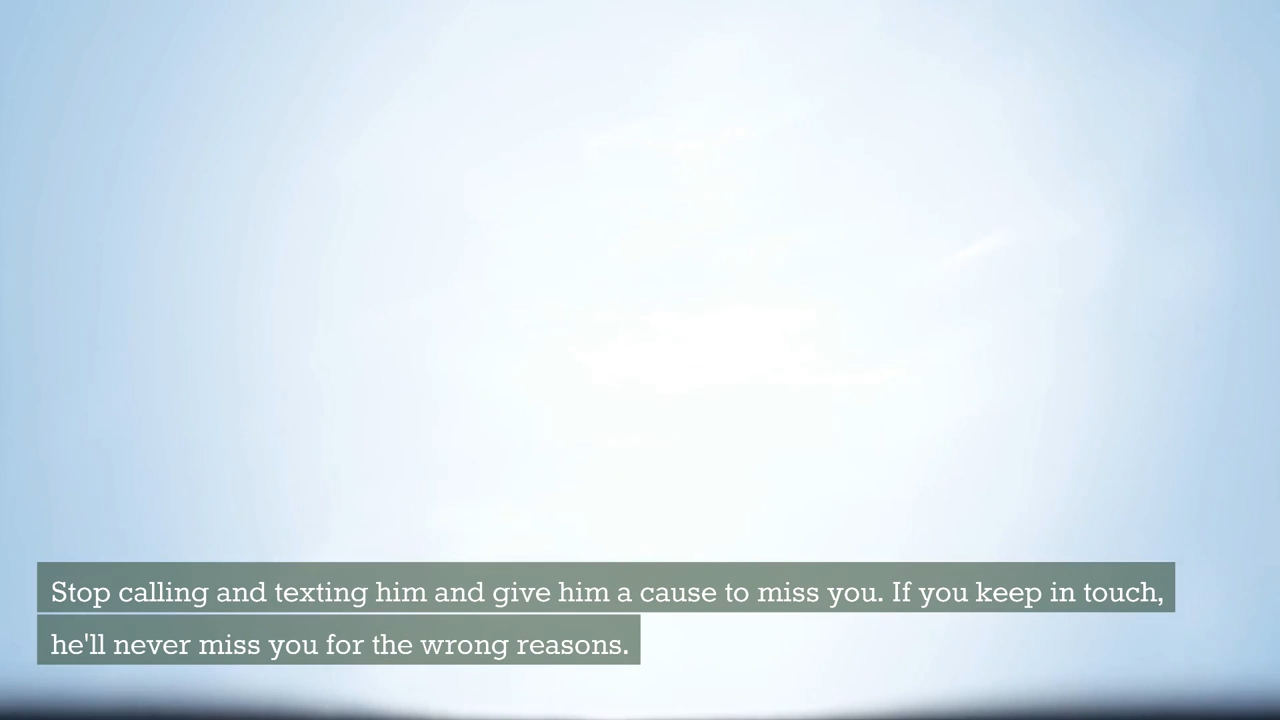 Stop calling and texting him and give him a cause to miss you. If you keep in touch,
he'll never miss you for the wrong reasons.